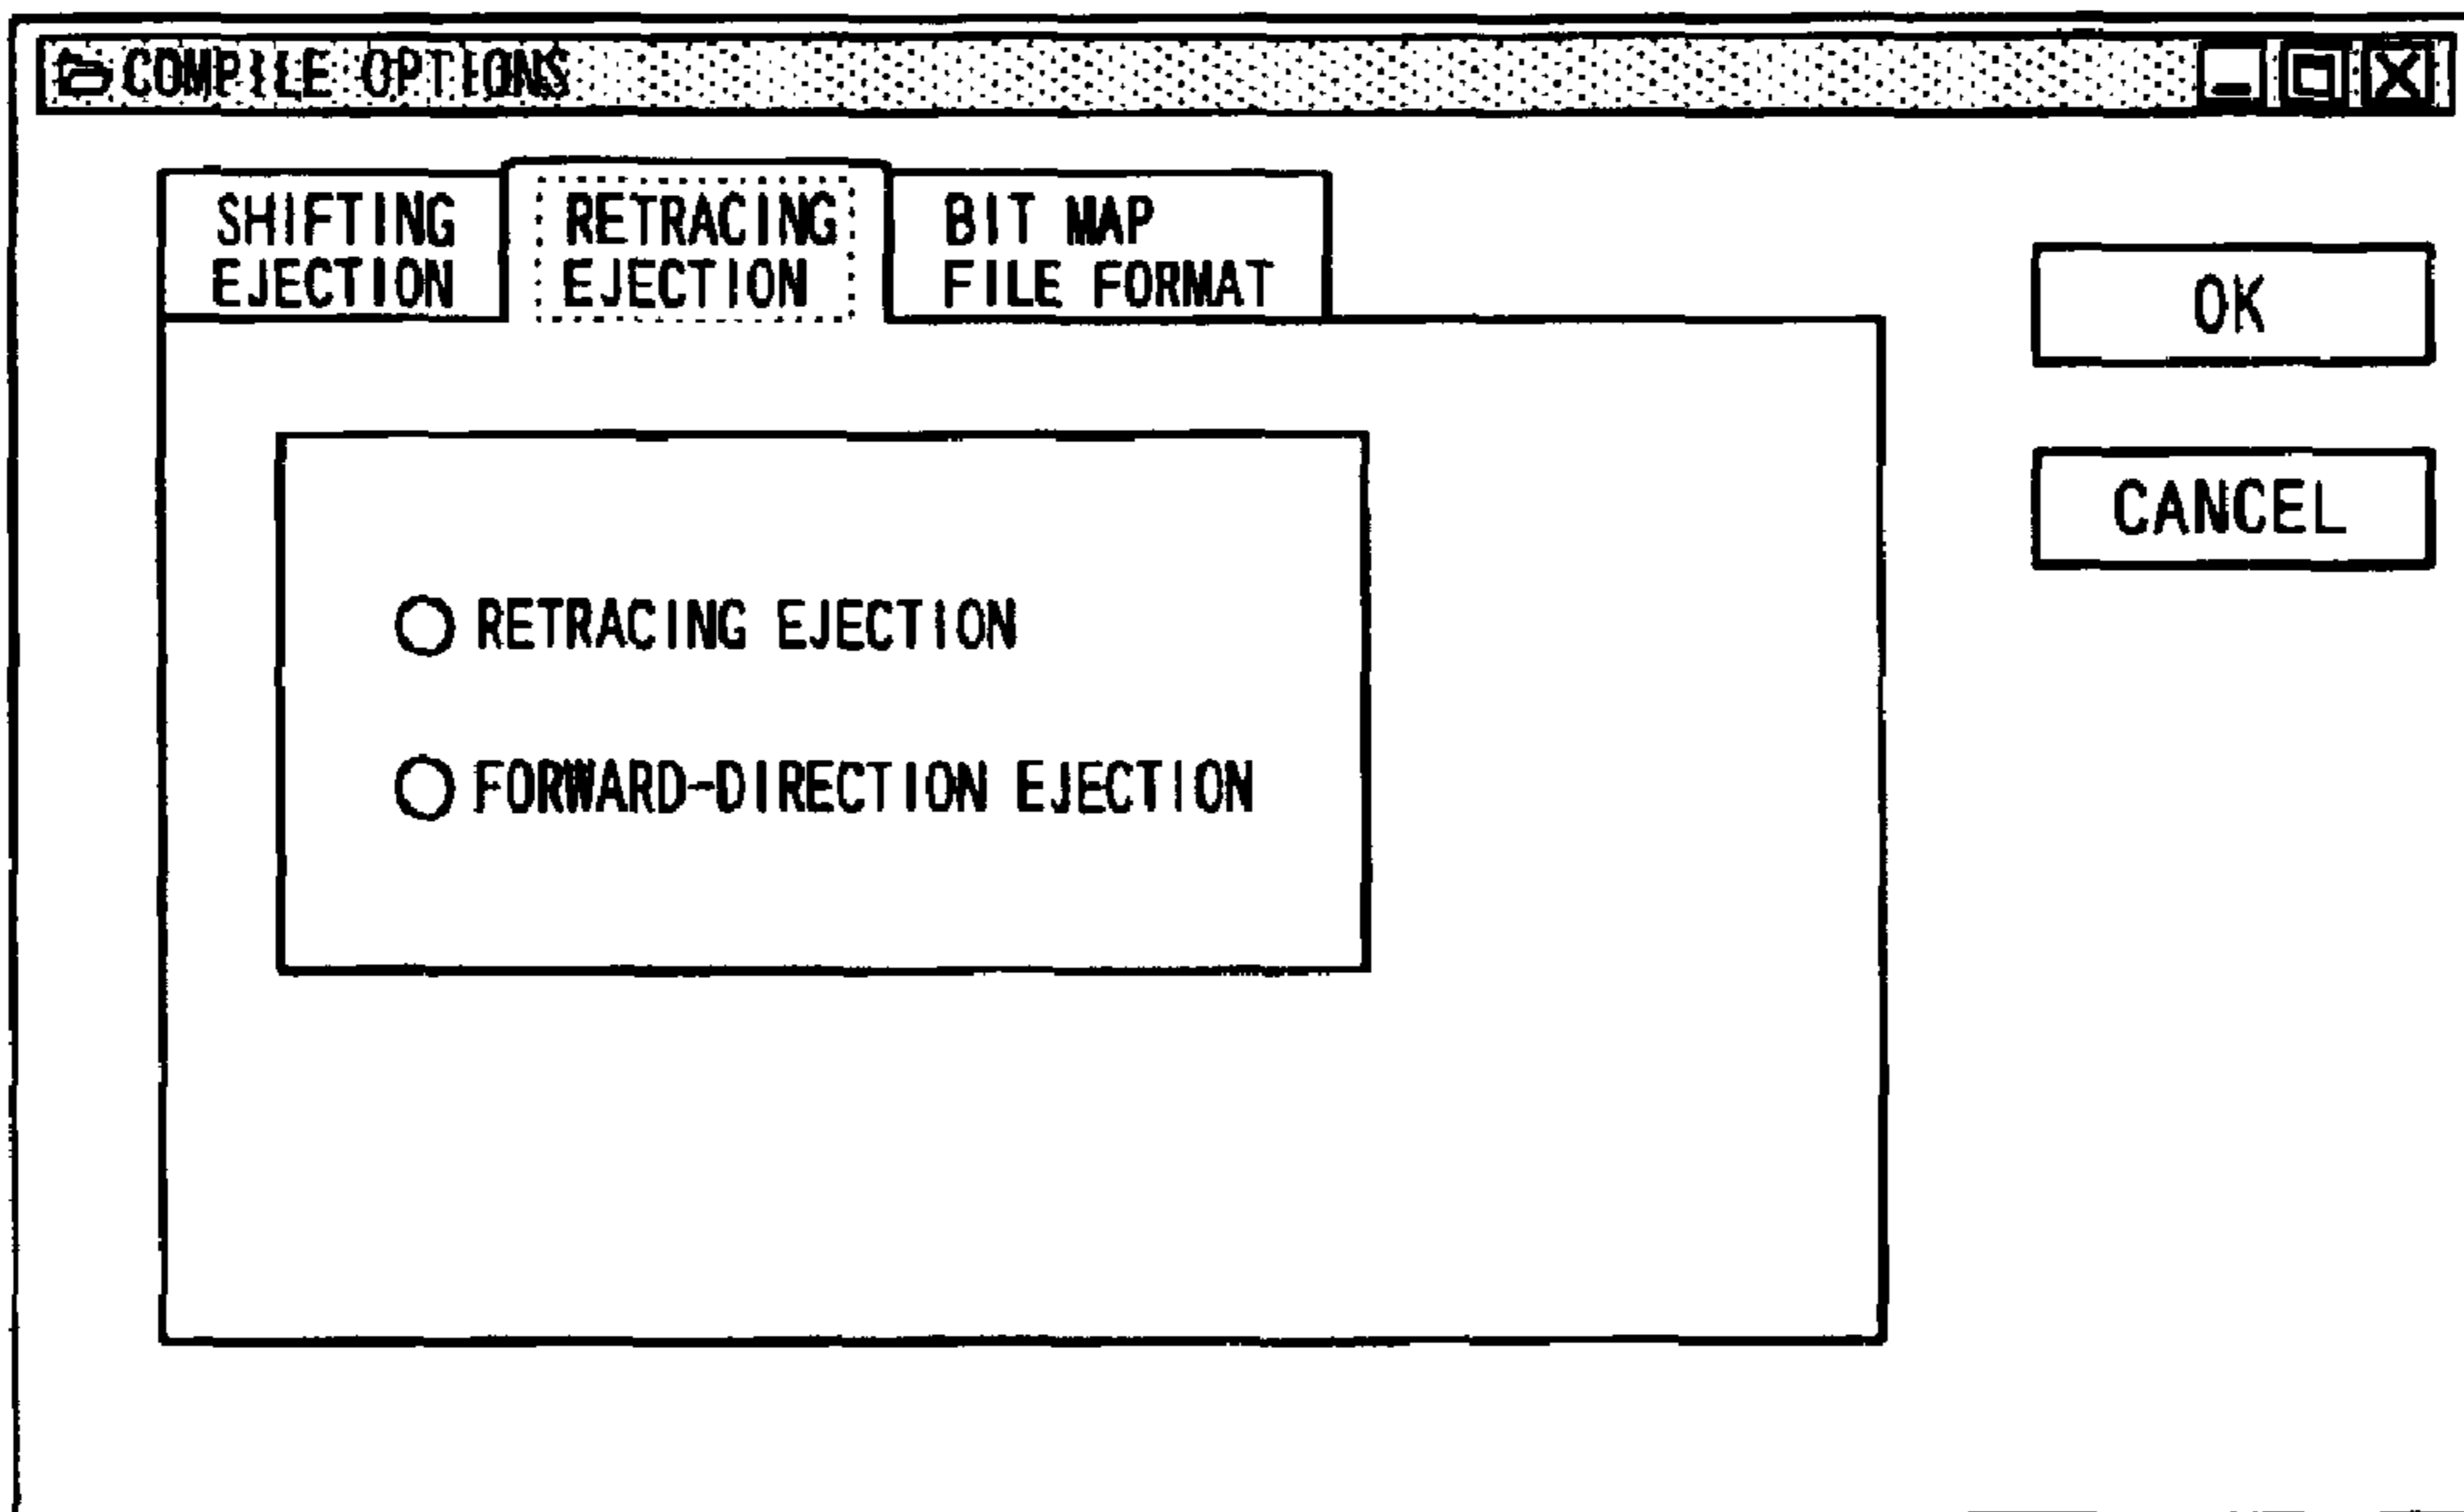 COMPILE OPTIONS
SHIFTING
EJECTION
RETRACING
EJECTION
BIT MAP
FILE FORMAT
OK
CANCEL
RETRACING EJECTION
FORWARD-DIRECTION EJECTION